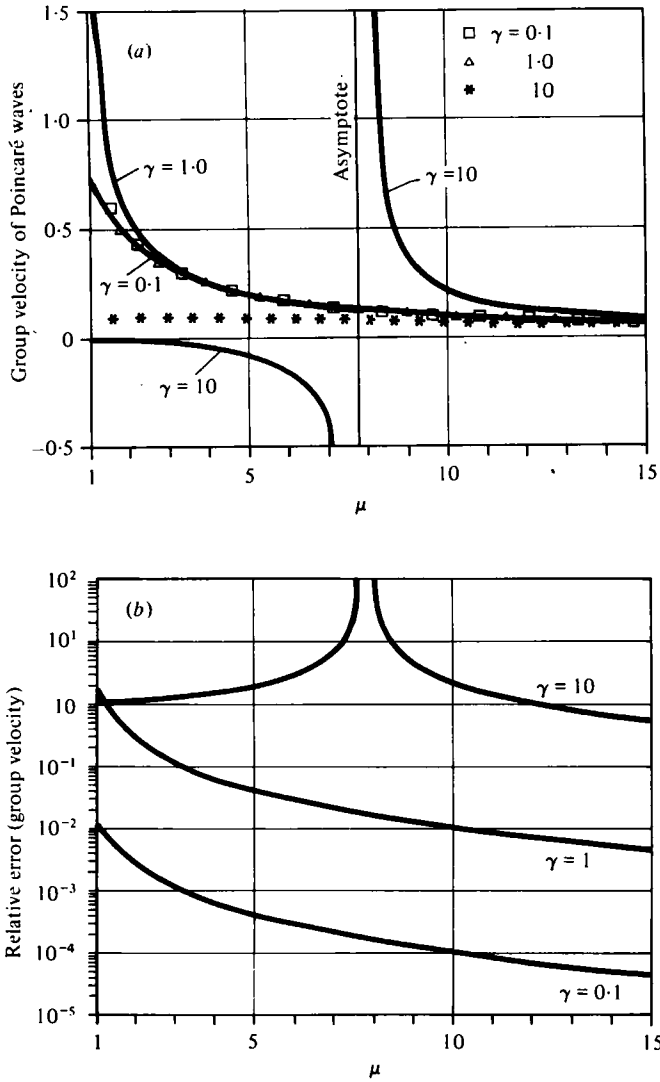 1·5
(a)
γ = 0·1
1·0
10
1·0
Asymptote
γ = 1·0
γ = 10
0·5
γ = 0·1
0
γ = 10
−0·5
Group velocity of Poincaré waves
1
5
10
15
μ
10²
(b)
10¹
10
γ = 10
10⁻¹
10⁻²
γ = 1
10⁻³
10⁻⁴
γ = 0·1
10⁻⁵
Relative error (group velocity)
1
5
10
15
μ